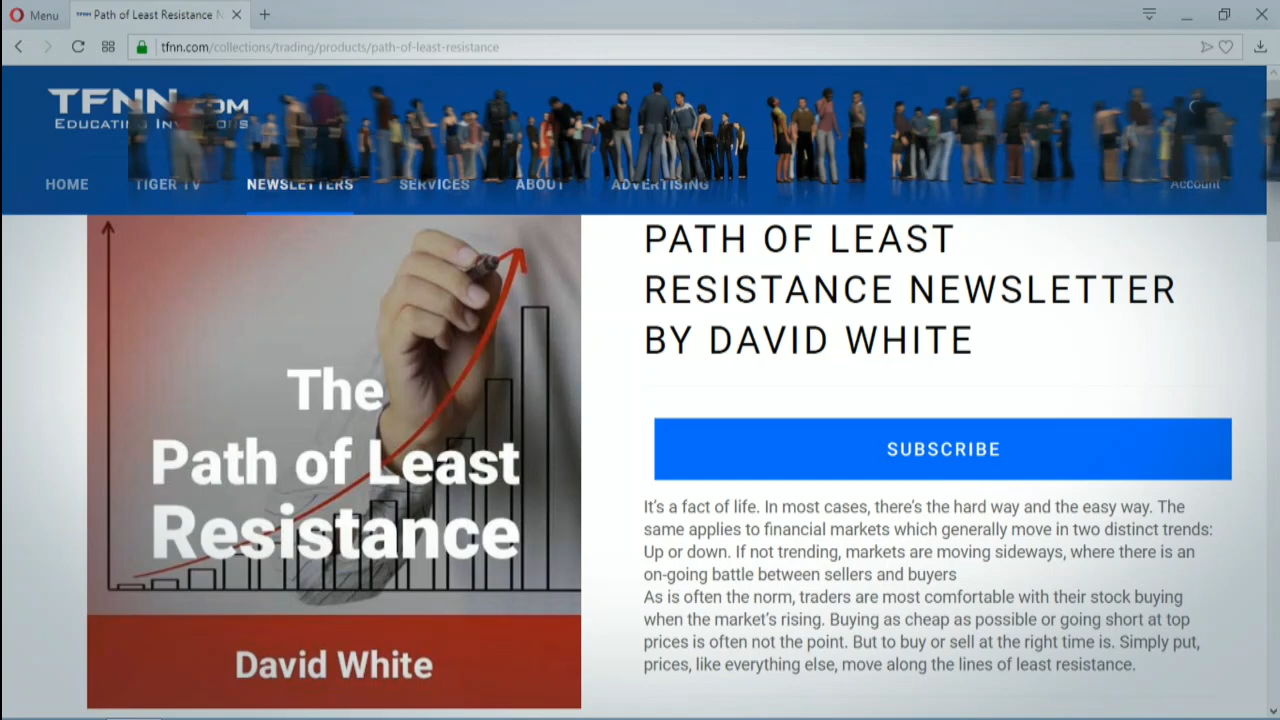 Menu
Path of Least Resistance N
tfnn.com/collections/trading/products/path-of-least-resistance
TFNN.COM
EDUCATING INVESTORS
HOME
TIGER TV
NEWSLETTERS
SERVICES
ABOUT
ADVERTISING
Account
PATH OF LEAST
RESISTANCE NEWSLETTER
BY DAVID WHITE
The
Path of Least
Resistance
David White
SUBSCRIBE
It's a fact of life. In most cases, there's the hard way and the easy way. The
same applies to financial markets which generally move in two distinct trends:
Up or down. If not trending, markets are moving sideways, where there is an
on-going battle between sellers and buyers
As is often the norm, traders are most comfortable with their stock buying
when the market's rising. Buying as cheap as possible or going short at top
prices is often not the point. But to buy or sell at the right time is. Simply put,
prices, like everything else, move along the lines of least resistance.